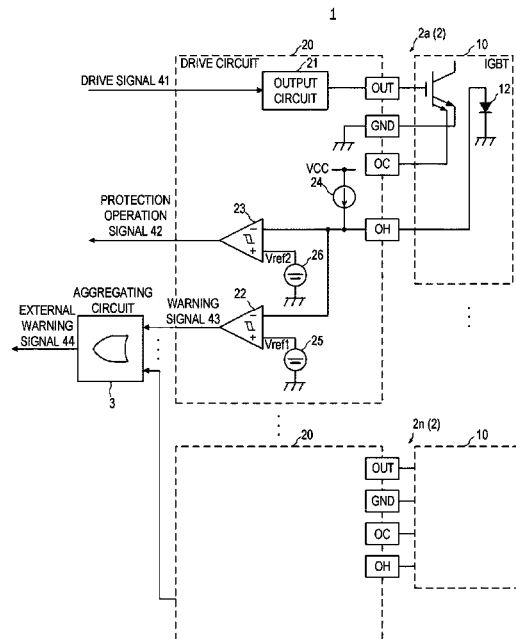 1
20
2a (2)
10
DRIVE CIRCUIT
21
IGBT
DRIVE SIGNAL 41
OUTPUT
CIRCUIT
OUT
12
GND
VCC
OC
24
PROTECTION
OPERATION
SIGNAL 42
23
OH
Vref2
26
AGGREGATING
CIRCUIT
WARNING
SIGNAL 43
22
EXTERNAL
WARNING
SIGNAL 44
Vref1
25
3
20
2n (2)
10
OUT
GND
OC
OH